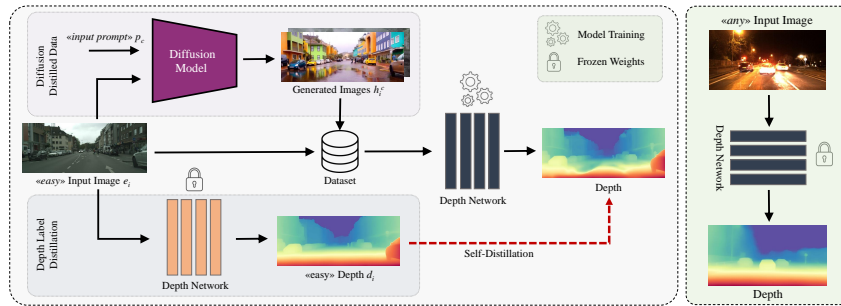 Diffusion
Distilled Data
«input prompt» p_c
Diffusion
Model
Generated Images h_i^c
Model Training
Frozen Weights
«easy» Input Image e_i
Dataset
Depth Network
Depth
Depth Label
Distillation
Depth Network
«easy» Depth d_i
Self-Distillation
«any» Input Image
Depth
Network
Depth